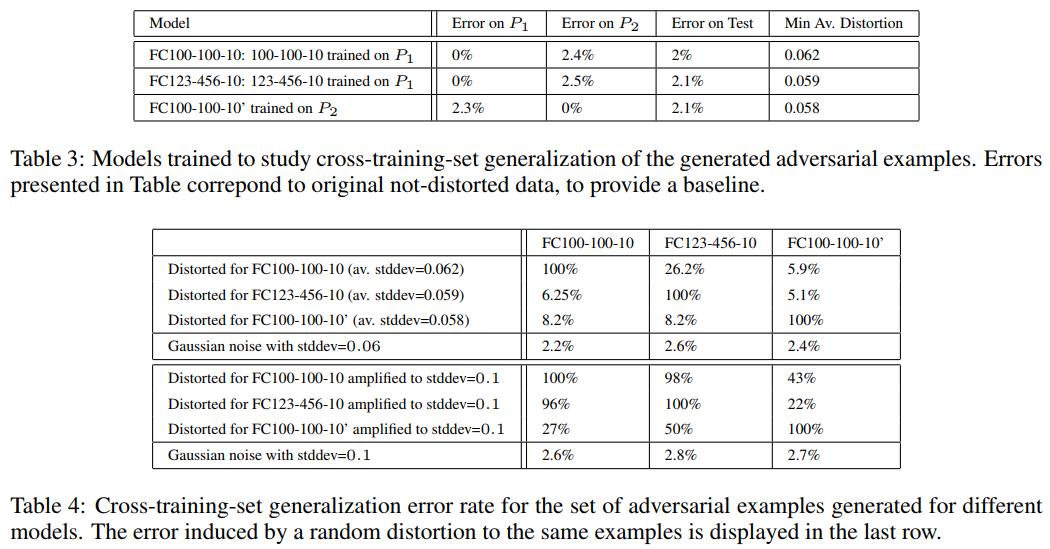 Model Error on P1 Error on P2 Error on Test Min Av. Distortion
FC100-100-10: 100-100-10 trained on P1 0% 2.4% 2% 0.062
FC123-456-10: 123-456-10 trained on P1 0% 2.5% 2.1% 0.059
FC100-100-10' trained on P2 2.3% 0% 2.1% 0.058
Table 3: Models trained to study cross-training-set generalization of the generated adversarial examples. Errors
presented in Table correpond to original not-distorted data, to provide a baseline.
FC100-100-10 FC123-456-10 FC100-100-10'
Distorted for FC100-100-10 (av. stddev=0.062) 100% 26.2% 5.9%
Distorted for FC123-456-10 (av. stddev=0.059) 6.25% 100% 5.1%
Distorted for FC100-100-10' (av. stddev=0.058) 8.2% 8.2% 100%
Gaussian noise with stddev=0.06 2.2% 2.6% 2.4%
Distorted for FC100-100-10 amplified to stddev=0.1 100% 98% 43%
Distorted for FC123-456-10 amplified to stddev=0.1 96% 100% 22%
Distorted for FC100-100-10' amplified to stddev=0.1 27% 50% 100%
Gaussian noise with stddev=0.1 2.6% 2.8% 2.7%
Table 4: Cross-training-set generalization error rate for the set of adversarial examples generated for different
models. The error induced by a random distortion to the same examples is displayed in the last row.